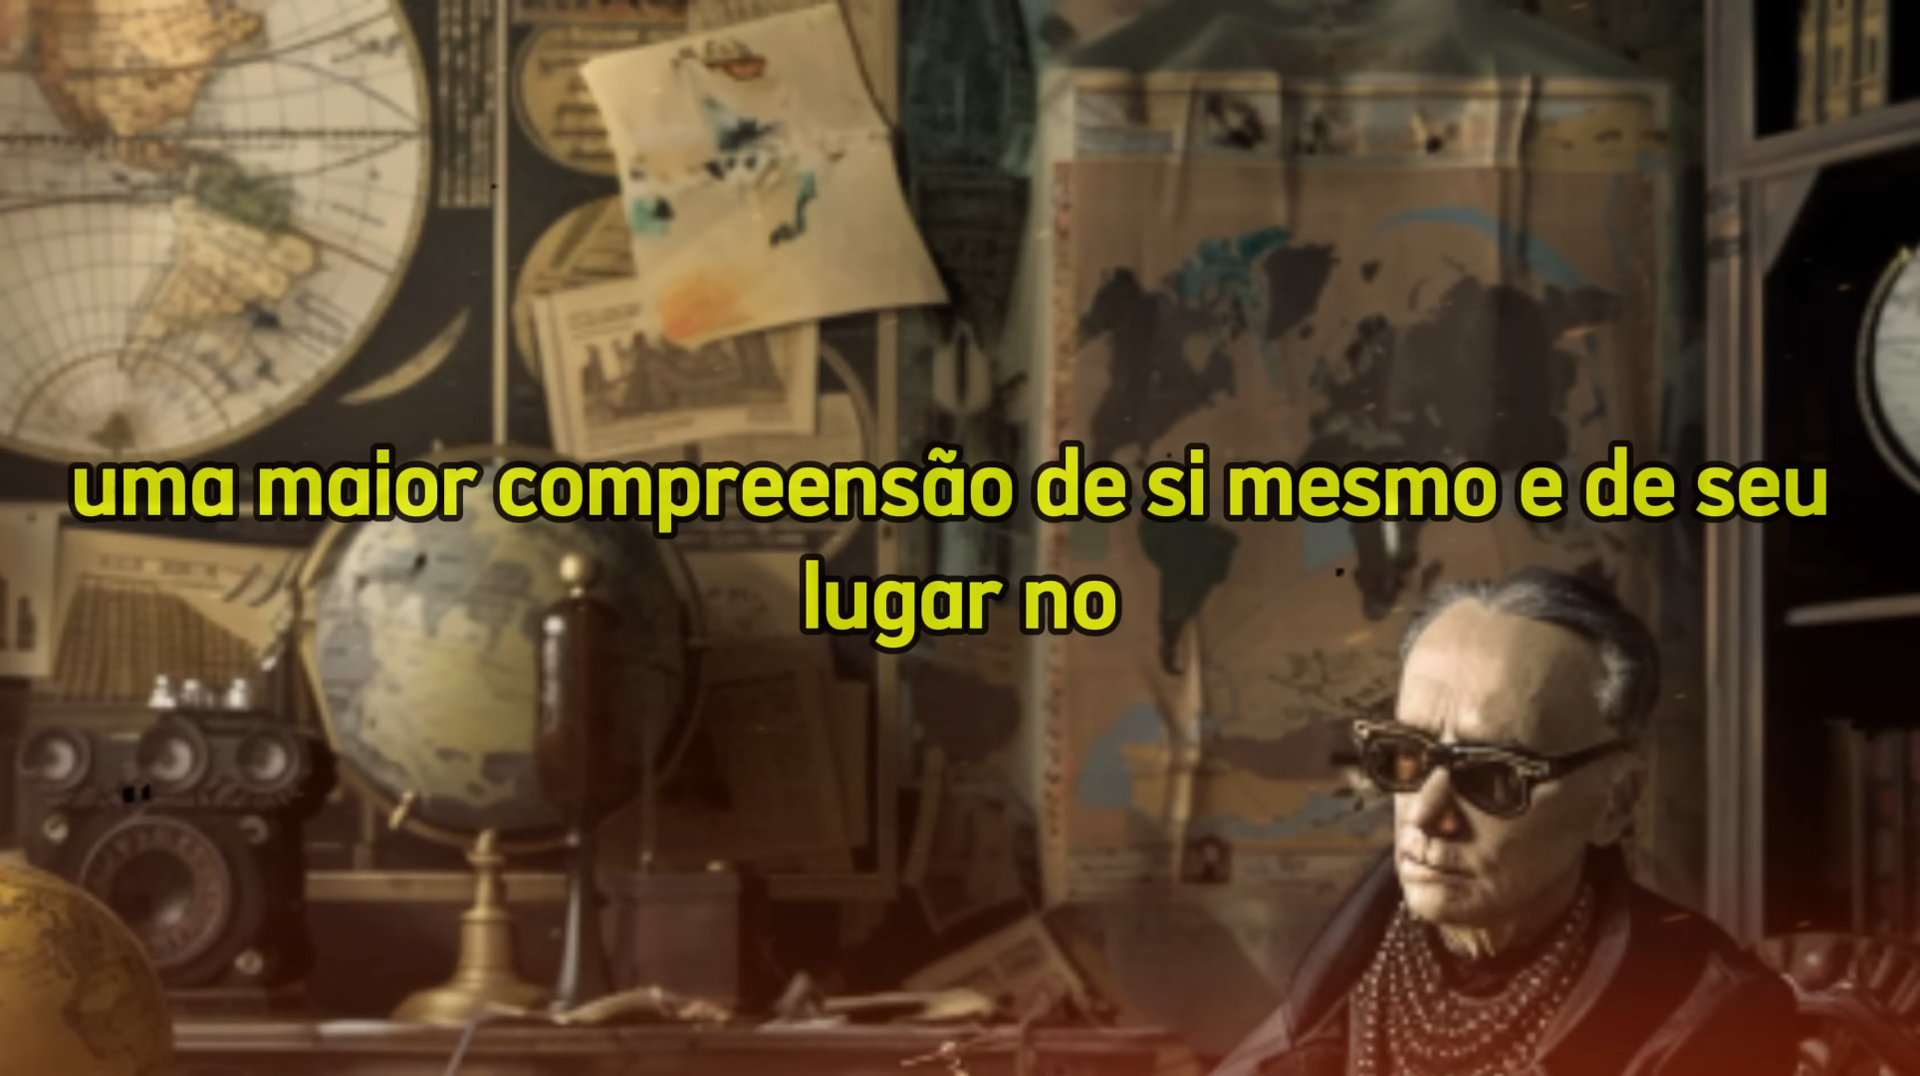 uma maior compreensão de si mesmo e de seu
lugar no